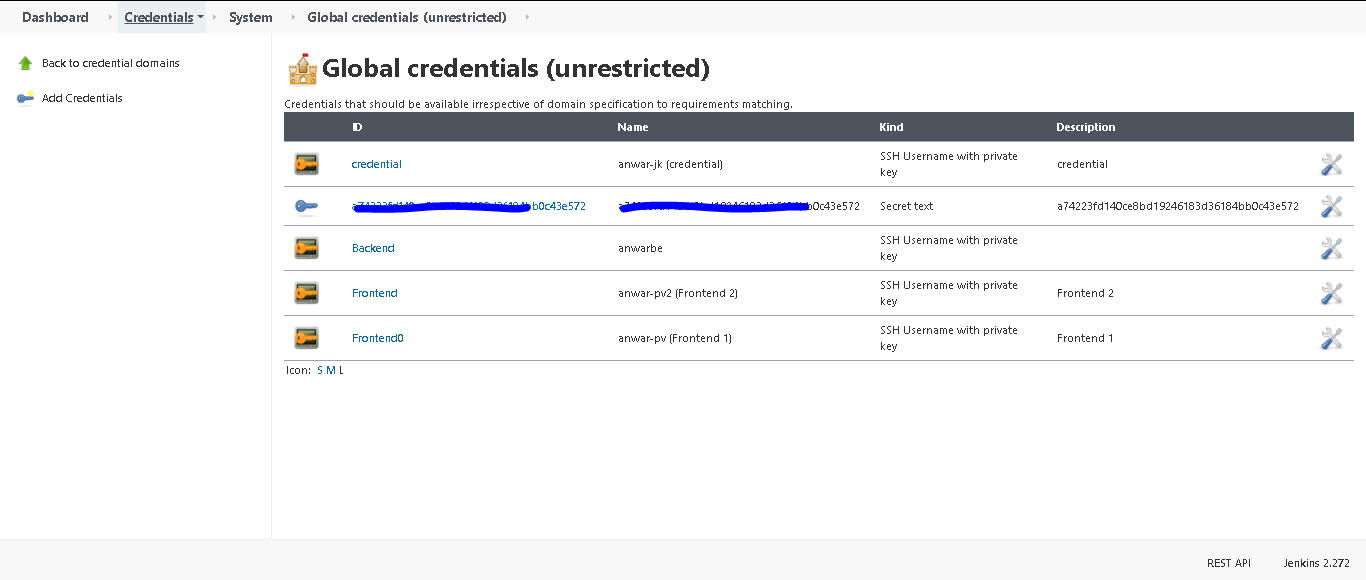 Dashboard Credentials System Global credentials (unrestricted)
Back to credential domains
Add Credentials
Global credentials (unrestricted)
Credentials that should be available irrespective of domain specification to requirements matching.
ID Name Kind Description
credential anwar-jk (credential) SSH Username with private key credential
bb0c43e572 b0c43e572 Secret text a74223fd140ce8bd19246183d36184bb0c43e572
Backend anwarbe SSH Username with private key
Frontend anwar-pv2 (Frontend 2) SSH Username with private key Frontend 2
Frontend0 anwar-pv (Frontend 1) SSH Username with private key Frontend 1
Icon: S M L
REST API Jenkins 2.272